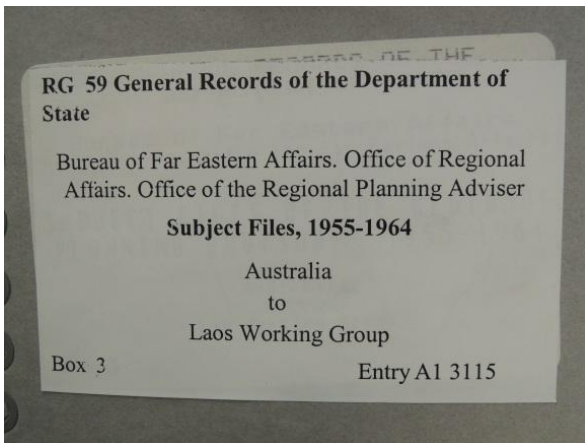 OF THE
RG 59 General Records of the Department of
State
Bureau of Far Eastern Affairs. Office of Regional
Affairs. Office of the Regional Planning Adviser
Subject Files, 1955-1964
Australia
to
Laos Working Group
Box 3
Entry A1 3115